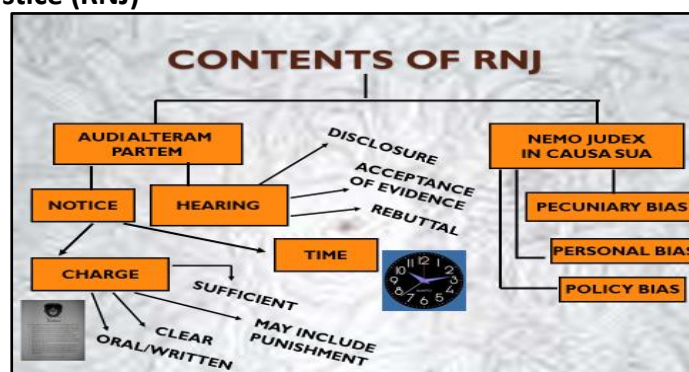 stice (RNJ)
CONTENTS OF RNJ
AUDI ALTERAM
PARTEM
NEMO JUDEX
IN CAUSA SUA
DISCLOSURE
ACCEPTANCE
OF EVIDENCE
REBUTTAL
NOTICE
HEARING
PECUNIARY BIAS
TIME
PERSONAL BIAS
POLICY BIAS
CHARGE
SUFFICIENT
MAY INCLUDE
PUNISHMENT
CLEAR
ORAL/WRITTEN